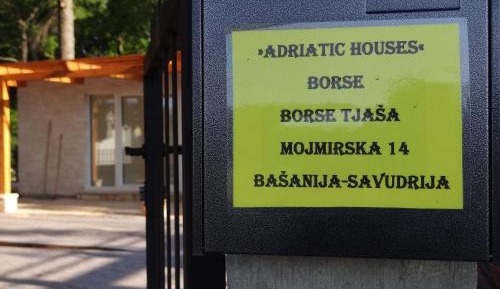 »ADRIATIC HOUSES«
BORSE
BORSE TJAŠA
MOJMIRSKA 14
BAŠANIJA-SAVUDRIJA